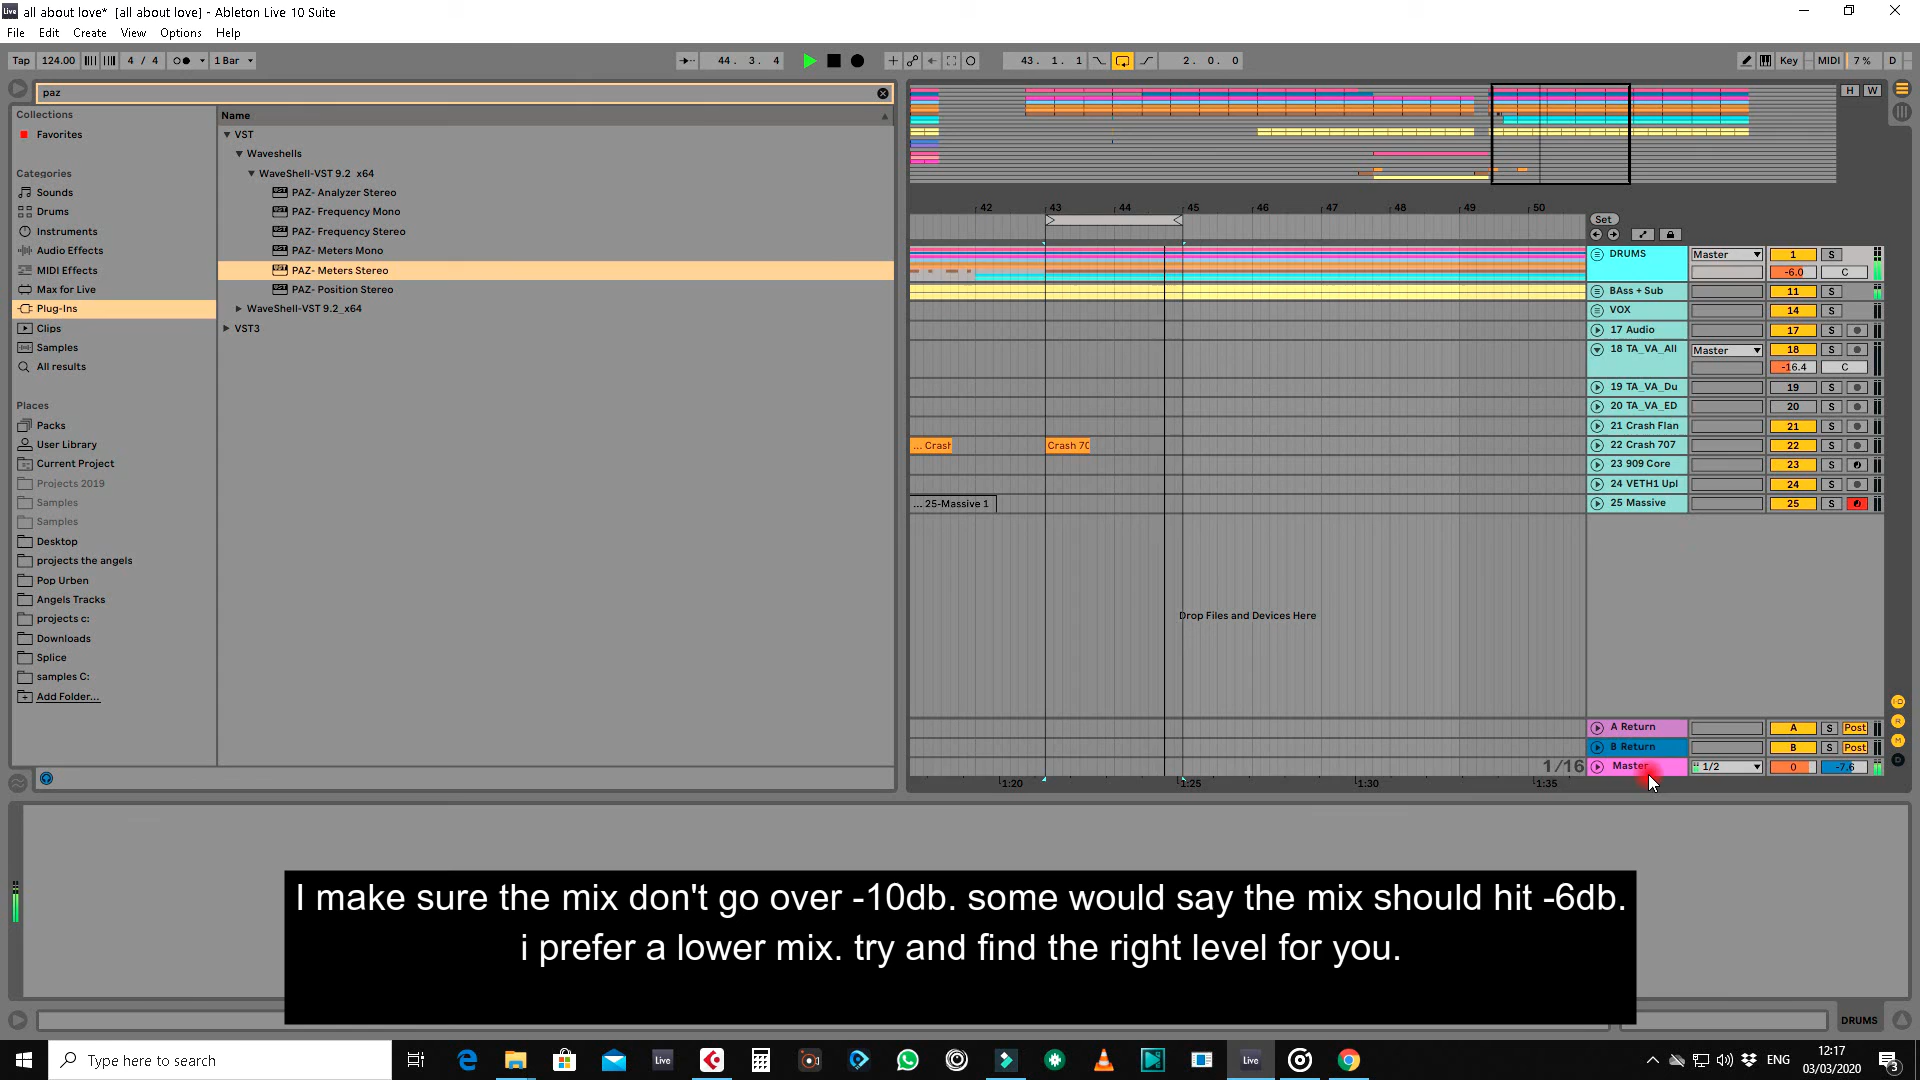 all about love*  [all about love] - Ableton Live 10 Suite
File Edit Create View Options Help
Tap 124.00 4 / 4 1 Bar 44. 3. 4 43. 1. 1 2. 0. 0 Key MIDI 7 % D
paz
H W
Collections
Favorites
Categories
Sounds
Drums
Instruments
Audio Effects
MIDI Effects
Max for Live
Plug-Ins
Clips
Samples
All results
Places
Packs
User Library
Current Project
Projects 2019
Samples
Samples
Desktop
projects the angels
Pop Urben
Angels Tracks
projects c:
Downloads
Splice
samples C:
Add Folder...
Name
VST
Waveshells
WaveShell-VST 9.2  x64
PAZ- Analyzer Stereo
PAZ- Frequency Mono
PAZ- Frequency Stereo
PAZ- Meters Mono
PAZ- Meters Stereo
PAZ- Position Stereo
WaveShell-VST 9.2_x64
VST3
42 43 44 45 46 47 48 49 50
Set
DRUMS Master 1 S
-6.0 C
BAss + Sub 11 S
VOX 14 S
17 Audio 17 S
18 TA_VA_All Master 18 S
-16.4 C
19 TA_VA_Du 19 S
20 TA_VA_ED 20 S
21 Crash Flan 21 S
... Crash Crash 70 22 Crash 707 22 S
23 909 Core 23 S
24 VETH1 Upl 24 S
... 25-Massive 1 25 Massive 25 S
Drop Files and Devices Here
A Return A S Post
B Return B S Post
1/16 Master 1/2 0 -7.6
1:20 1:25 1:30 1:35
I make sure the mix don't go over -10db. some would say the mix should hit -6db.
i prefer a lower mix. try and find the right level for you.
DRUMS
Type here to search Live Live ENG 12:17
03/03/2020 3